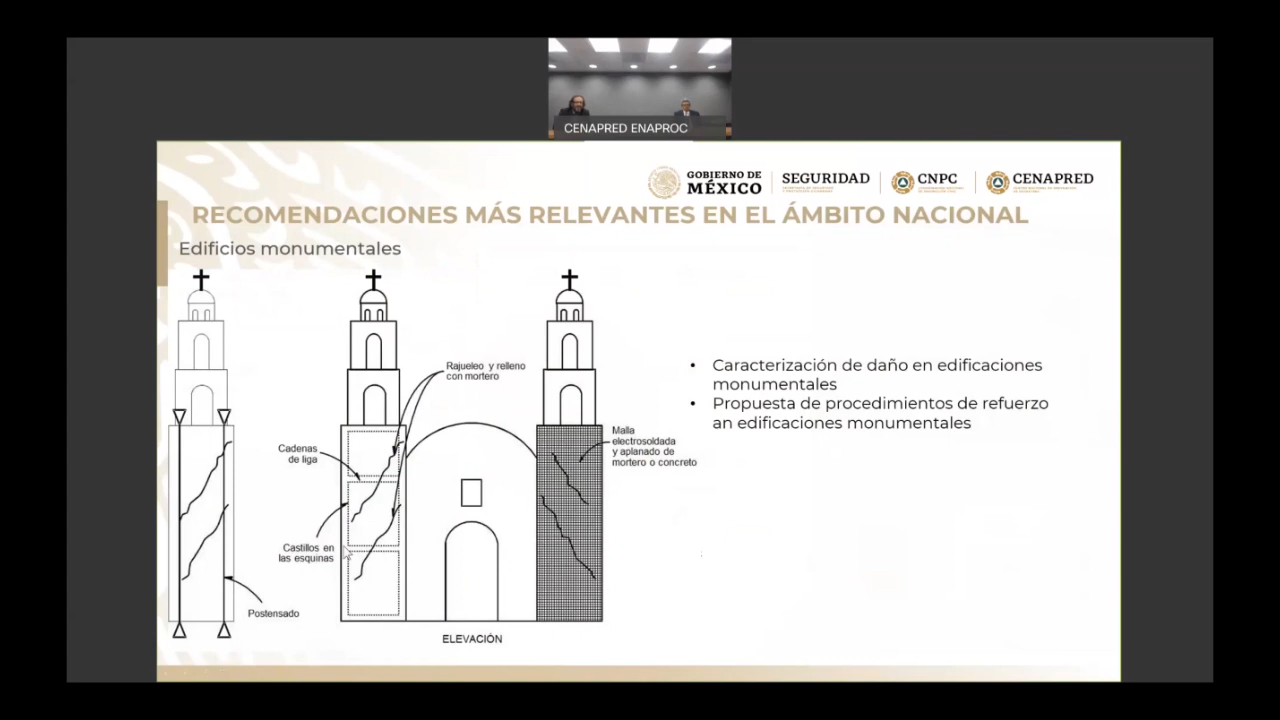 CENAPRED ENAPROC
GOBIERNO DE
MÉXICO
SEGURIDAD
CNPC
CENAPRED
RECOMENDACIONES MÁS RELEVANTES EN EL ÁMBITO NACIONAL
Edificios monumentales
Rajueleo y relleno
con mortero
Cadenas
de liga
Malla
electrosoldada
y aplanado de
mortero o concreto
Castillos en
las esquinas
Postensado
ELEVACIÓN
• Caracterización de daño en edificaciones
monumentales
• Propuesta de procedimientos de refuerzo
an edificaciones monumentales